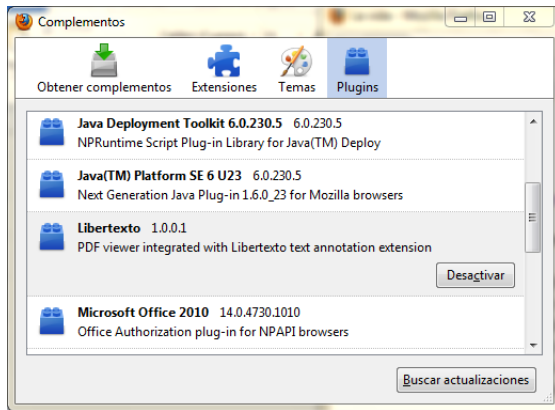 Complementos
Obtener complementos Extensiones Temas Plugins
Java Deployment Toolkit 6.0.230.5 6.0.230.5
NPRuntime Script Plug-in Library for Java(TM) Deploy
Java(TM) Platform SE 6 U23 6.0.230.5
Next Generation Java Plug-in 1.6.0_23 for Mozilla browsers
Libertexto 1.0.0.1
PDF viewer integrated with Libertexto text annotation extension
Desactivar
Microsoft Office 2010 14.0.4730.1010
Office Authorization plug-in for NPAPI browsers
Buscar actualizaciones